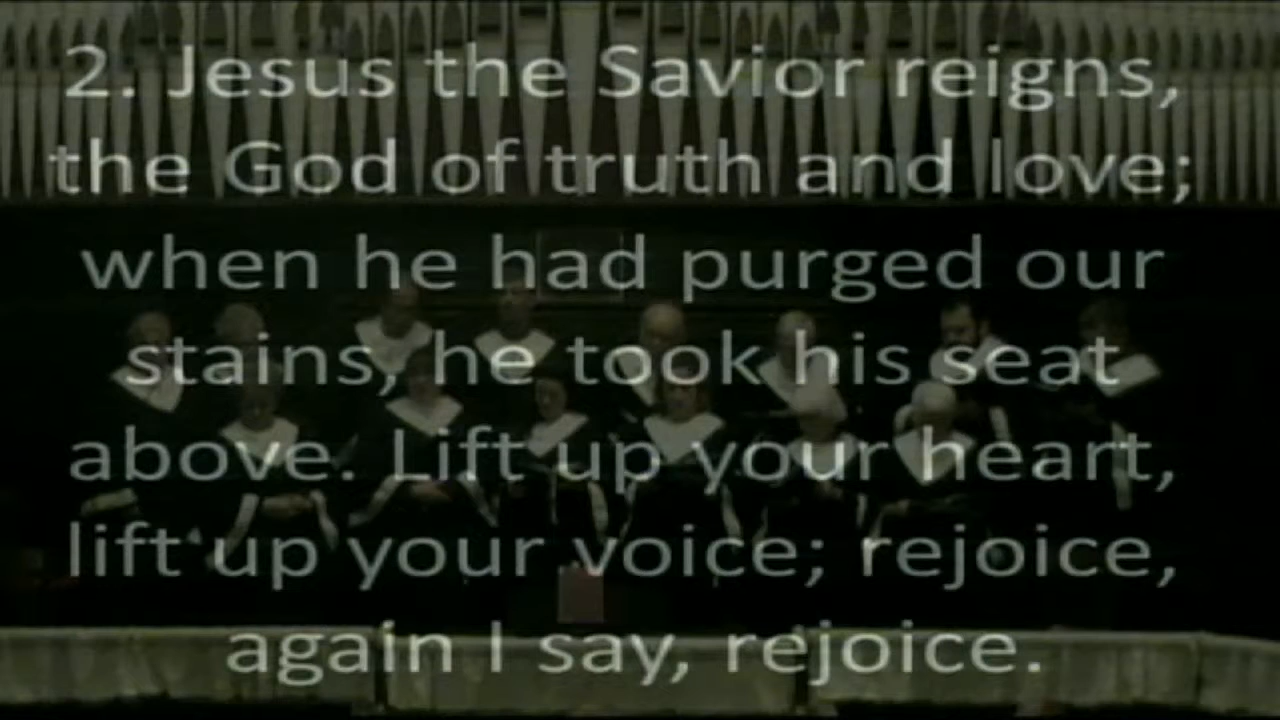 2. Jesus the Savior reigns,
the God of truth and love;
when he had purged our
stains, he took his seat
above. Lift up your heart,
lift up your voice; rejoice,
again I say, rejoice.